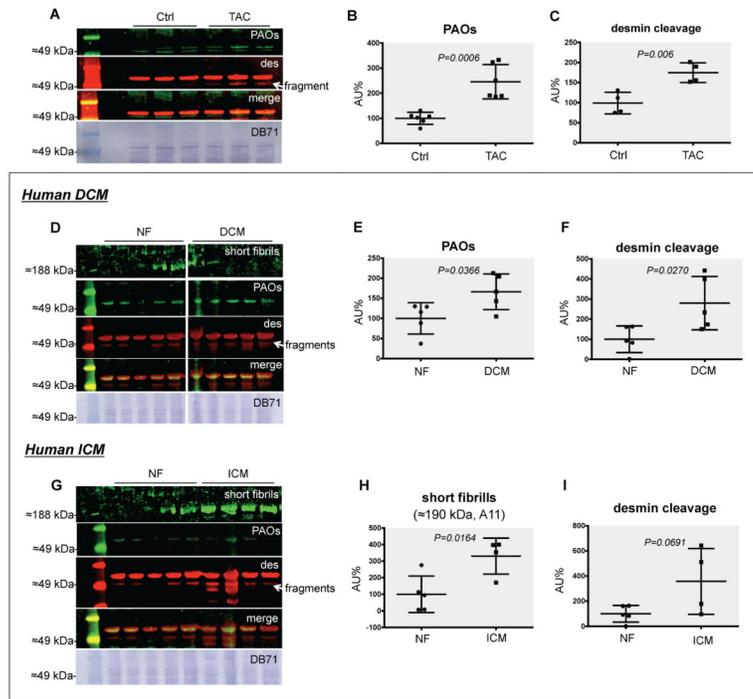 A
Ctrl TAC
PAOs
≈49 kDa-
des
≈49 kDa-
fragment
merge
≈49 kDa-
DB71
≈49 kDa-
B
PAOs
P=0.0006
AU%
400
300
200
100
0
Ctrl TAC
C
desmin cleavage
P=0.006
AU%
250
200
150
100
50
0
Ctrl TAC
Human DCM
D
NF DCM
short fibrils
≈188 kDa-
PAOs
≈49 kDa-
des
≈49 kDa-
fragments
merge
≈49 kDa-
DB71
≈49 kDa-
E
PAOs
P=0.0366
AU%
250
200
150
100
50
0
NF DCM
F
desmin cleavage
P=0.0270
AU%
500
400
300
200
100
0
NF DCM
Human ICM
G
NF ICM
short fibrils
≈188 kDa-
PAOs
≈49 kDa-
des
≈49 kDa-
fragments
merge
≈49 kDa-
DB71
≈49 kDa-
H
short fibrills
(≈190 kDa, A11)
P=0.0164
AU%
500
400
300
200
100
0
-100
NF ICM
I
desmin cleavage
P=0.0691
AU%
800
600
400
200
0
NF ICM